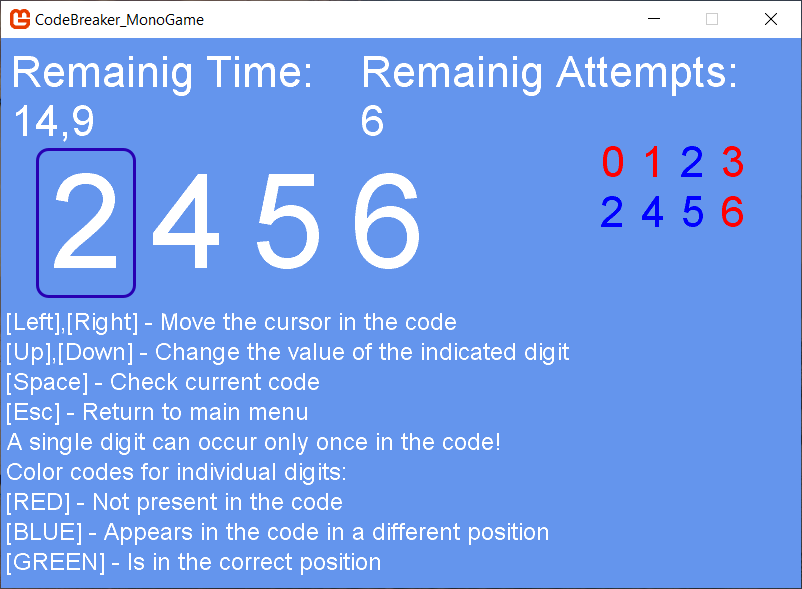 CodeBreaker_MonoGame
Remainig Time:
14,9
Remainig Attempts:
6
2 4 5 6
0 1 2 3
2 4 5 6
[Left],[Right] - Move the cursor in the code
[Up],[Down] - Change the value of the indicated digit
[Space] - Check current code
[Esc] - Return to main menu
A single digit can occur only once in the code!
Color codes for individual digits:
[RED] - Not present in the code
[BLUE] - Appears in the code in a different position
[GREEN] - Is in the correct position